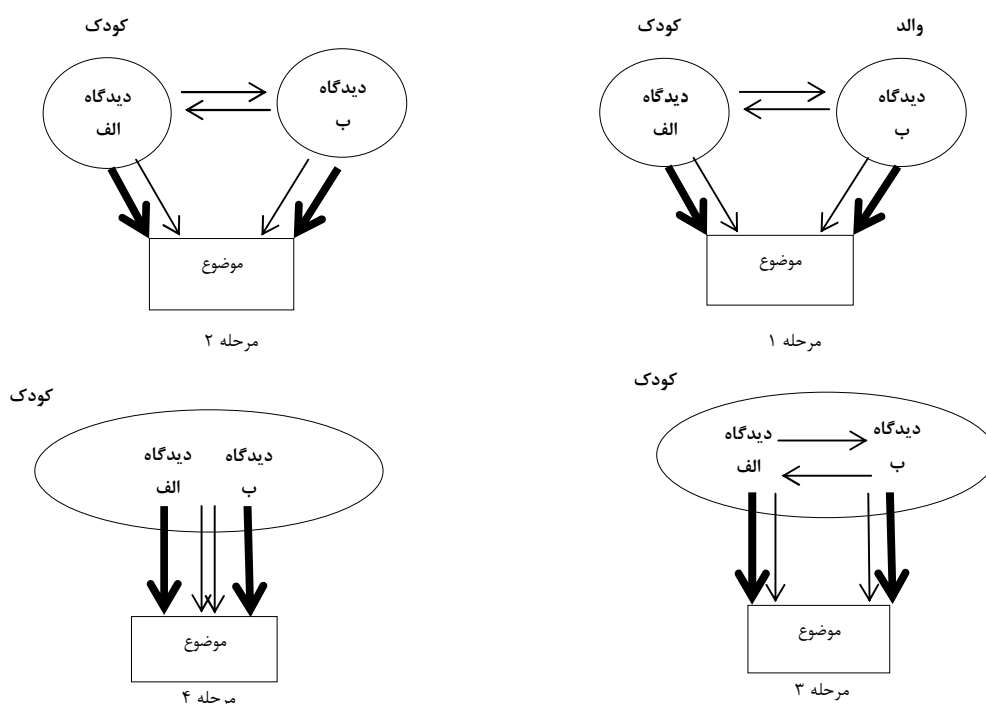 والد
کودک
دیدگاه
ب
دیدگاه
الف
موضوع
مرحله ۱
کودک
دیدگاه
ب
دیدگاه
الف
موضوع
مرحله ۲
کودک
دیدگاه
ب
دیدگاه
الف
موضوع
مرحله ۳
کودک
دیدگاه
ب
دیدگاه
الف
موضوع
مرحله ۴